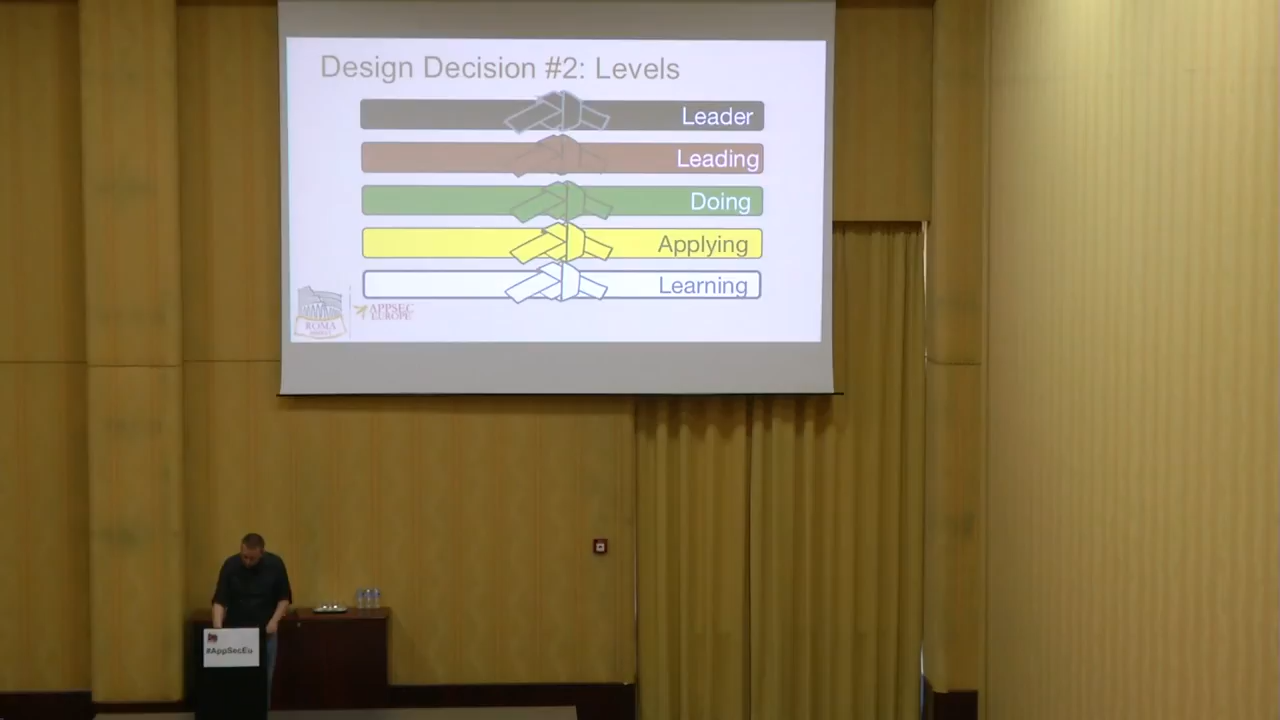 Design Decision #2: Levels
Leader
Leading
Doing
Applying
Learning
ROMA
APPSEC
EUROPE
#AppSecEu